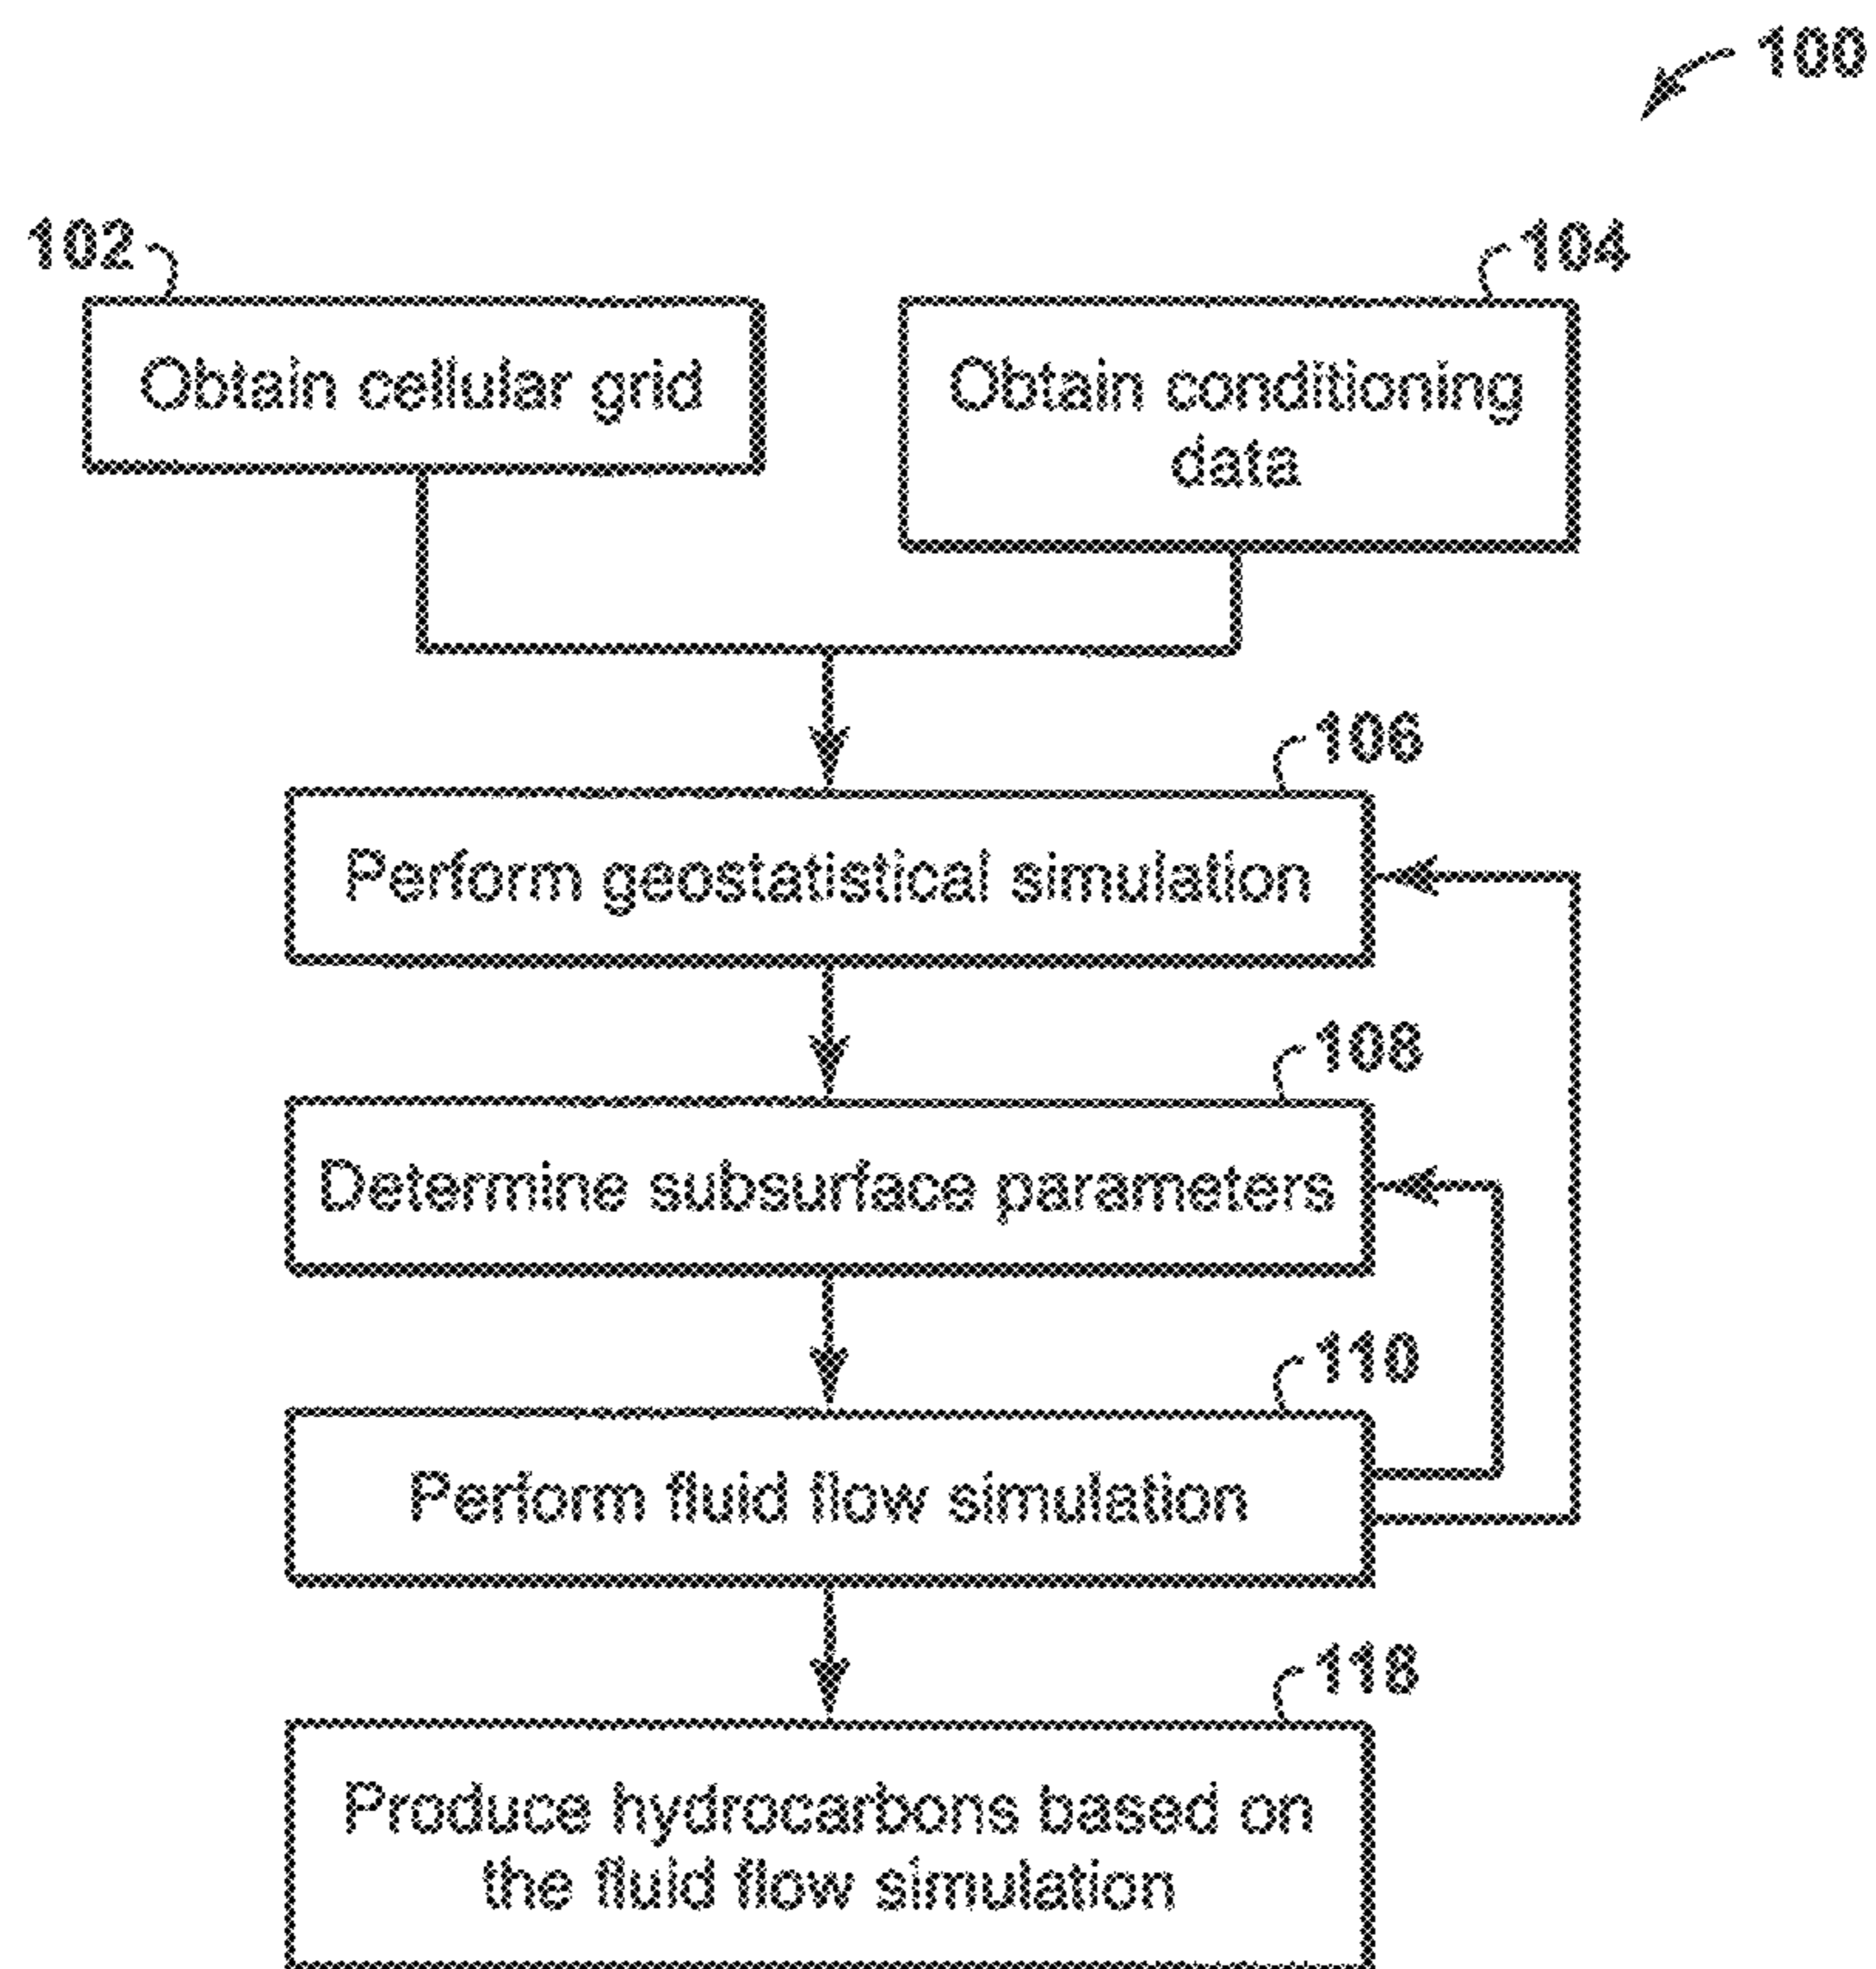 100
102
104
Obtain cellular grid
Obtain conditioning
data
106
Perform geostatistical simulation
108
Determine subsurface parameters
110
Perform fluid flow simulation
118
Produce hydrocarbons based on
the fluid flow simulation